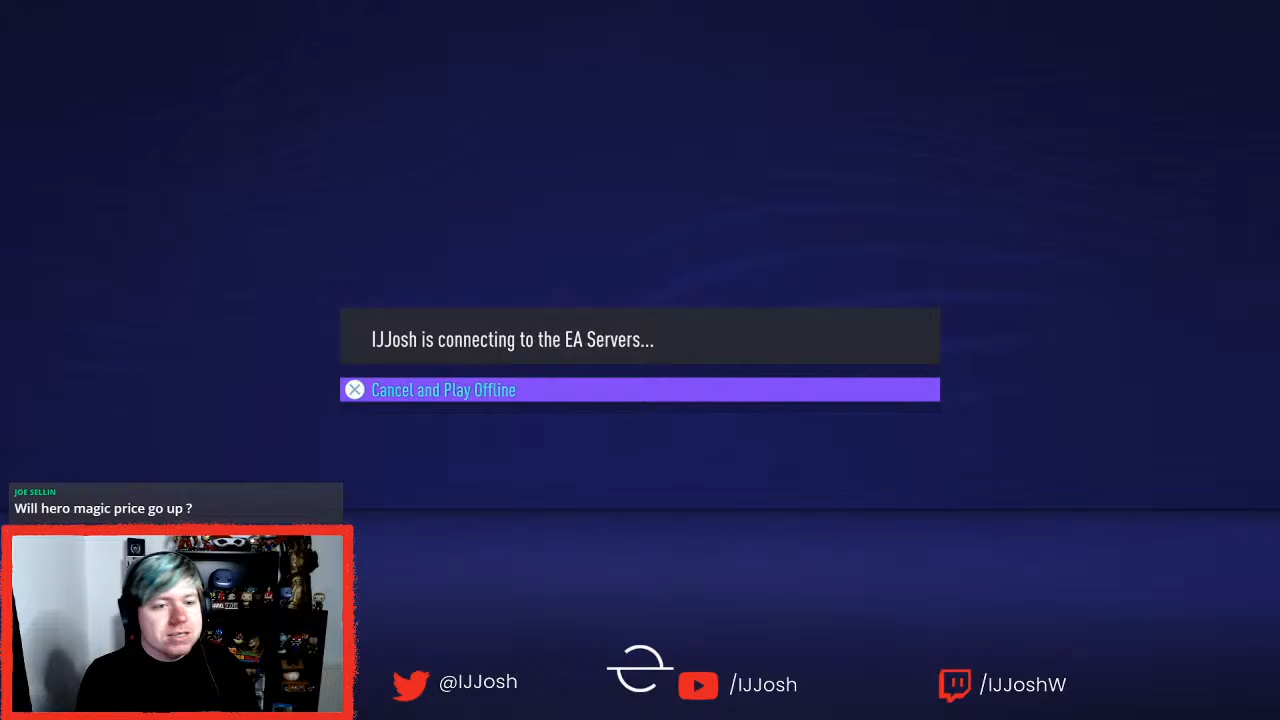 IJJosh is connecting to the EA Servers...
Cancel and Play Offline
JOE SELLIN
Will hero magic price go up ?
@IJJosh
/IJJosh
/IJJoshW